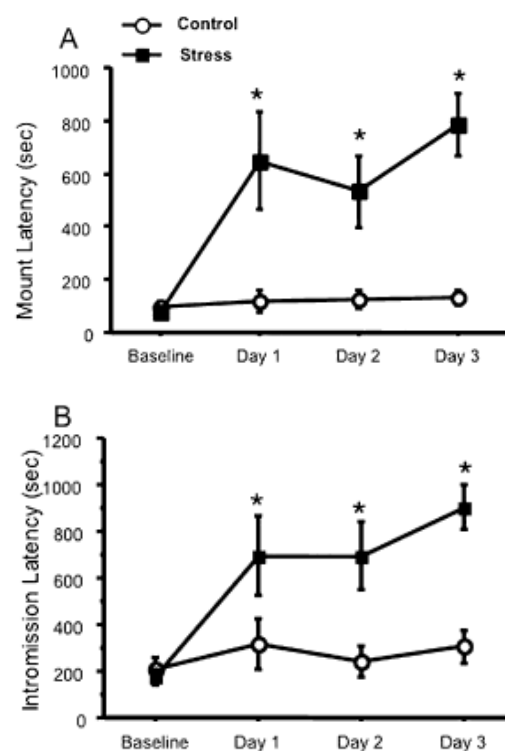 A
Control
Stress
Mount Latency (sec)
1000
800
600
400
200
0
*
*
*
Baseline Day 1 Day 2 Day 3
B
Intromission Latency (sec)
1200
1000
800
600
400
200
0
*
*
*
Baseline Day 1 Day 2 Day 3